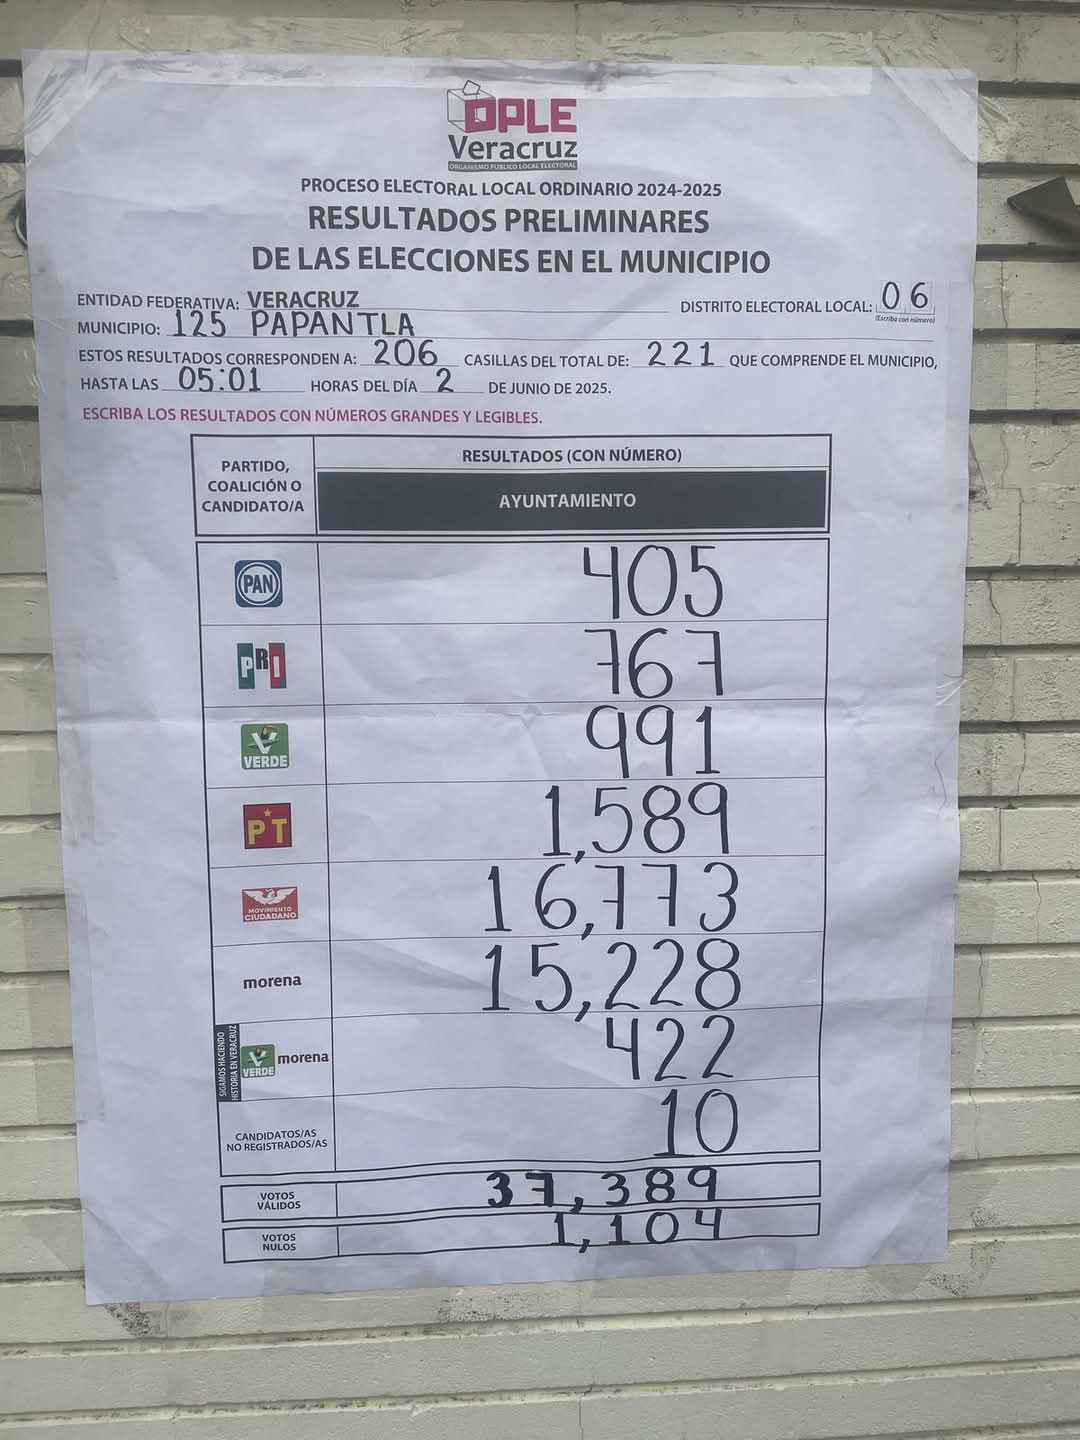 OPLE
Veracruz
ORGANISMO PÚBLICO LOCAL ELECTORAL
PROCESO ELECTORAL LOCAL ORDINARIO 2024-2025
RESULTADOS PRELIMINARES
DE LAS ELECCIONES EN EL MUNICIPIO
ENTIDAD FEDERATIVA: VERACRUZ DISTRITO ELECTORAL LOCAL: 06
(Escriba con número)
MUNICIPIO: 125 PAPANTLA
ESTOS RESULTADOS CORRESPONDEN A: 206 CASILLAS DEL TOTAL DE: 221 QUE COMPRENDE EL MUNICIPIO,
HASTA LAS 05:01 HORAS DEL DÍA 2 DE JUNIO DE 2025.
ESCRIBA LOS RESULTADOS CON NÚMEROS GRANDES Y LEGIBLES.
PARTIDO,
COALICIÓN O
CANDIDATO/A
RESULTADOS (CON NÚMERO)
AYUNTAMIENTO
PAN 405
PRI 767
VERDE 991
PT 1,589
MOVIMIENTO
CIUDADANO 16,773
morena 15,228
SIGAMOS HACIENDO
HISTORIA EN VERACRUZ
VERDE morena 422
CANDIDATOS/AS
NO REGISTRADOS/AS 10
VOTOS
VÁLIDOS 37,389
VOTOS
NULOS 1,104